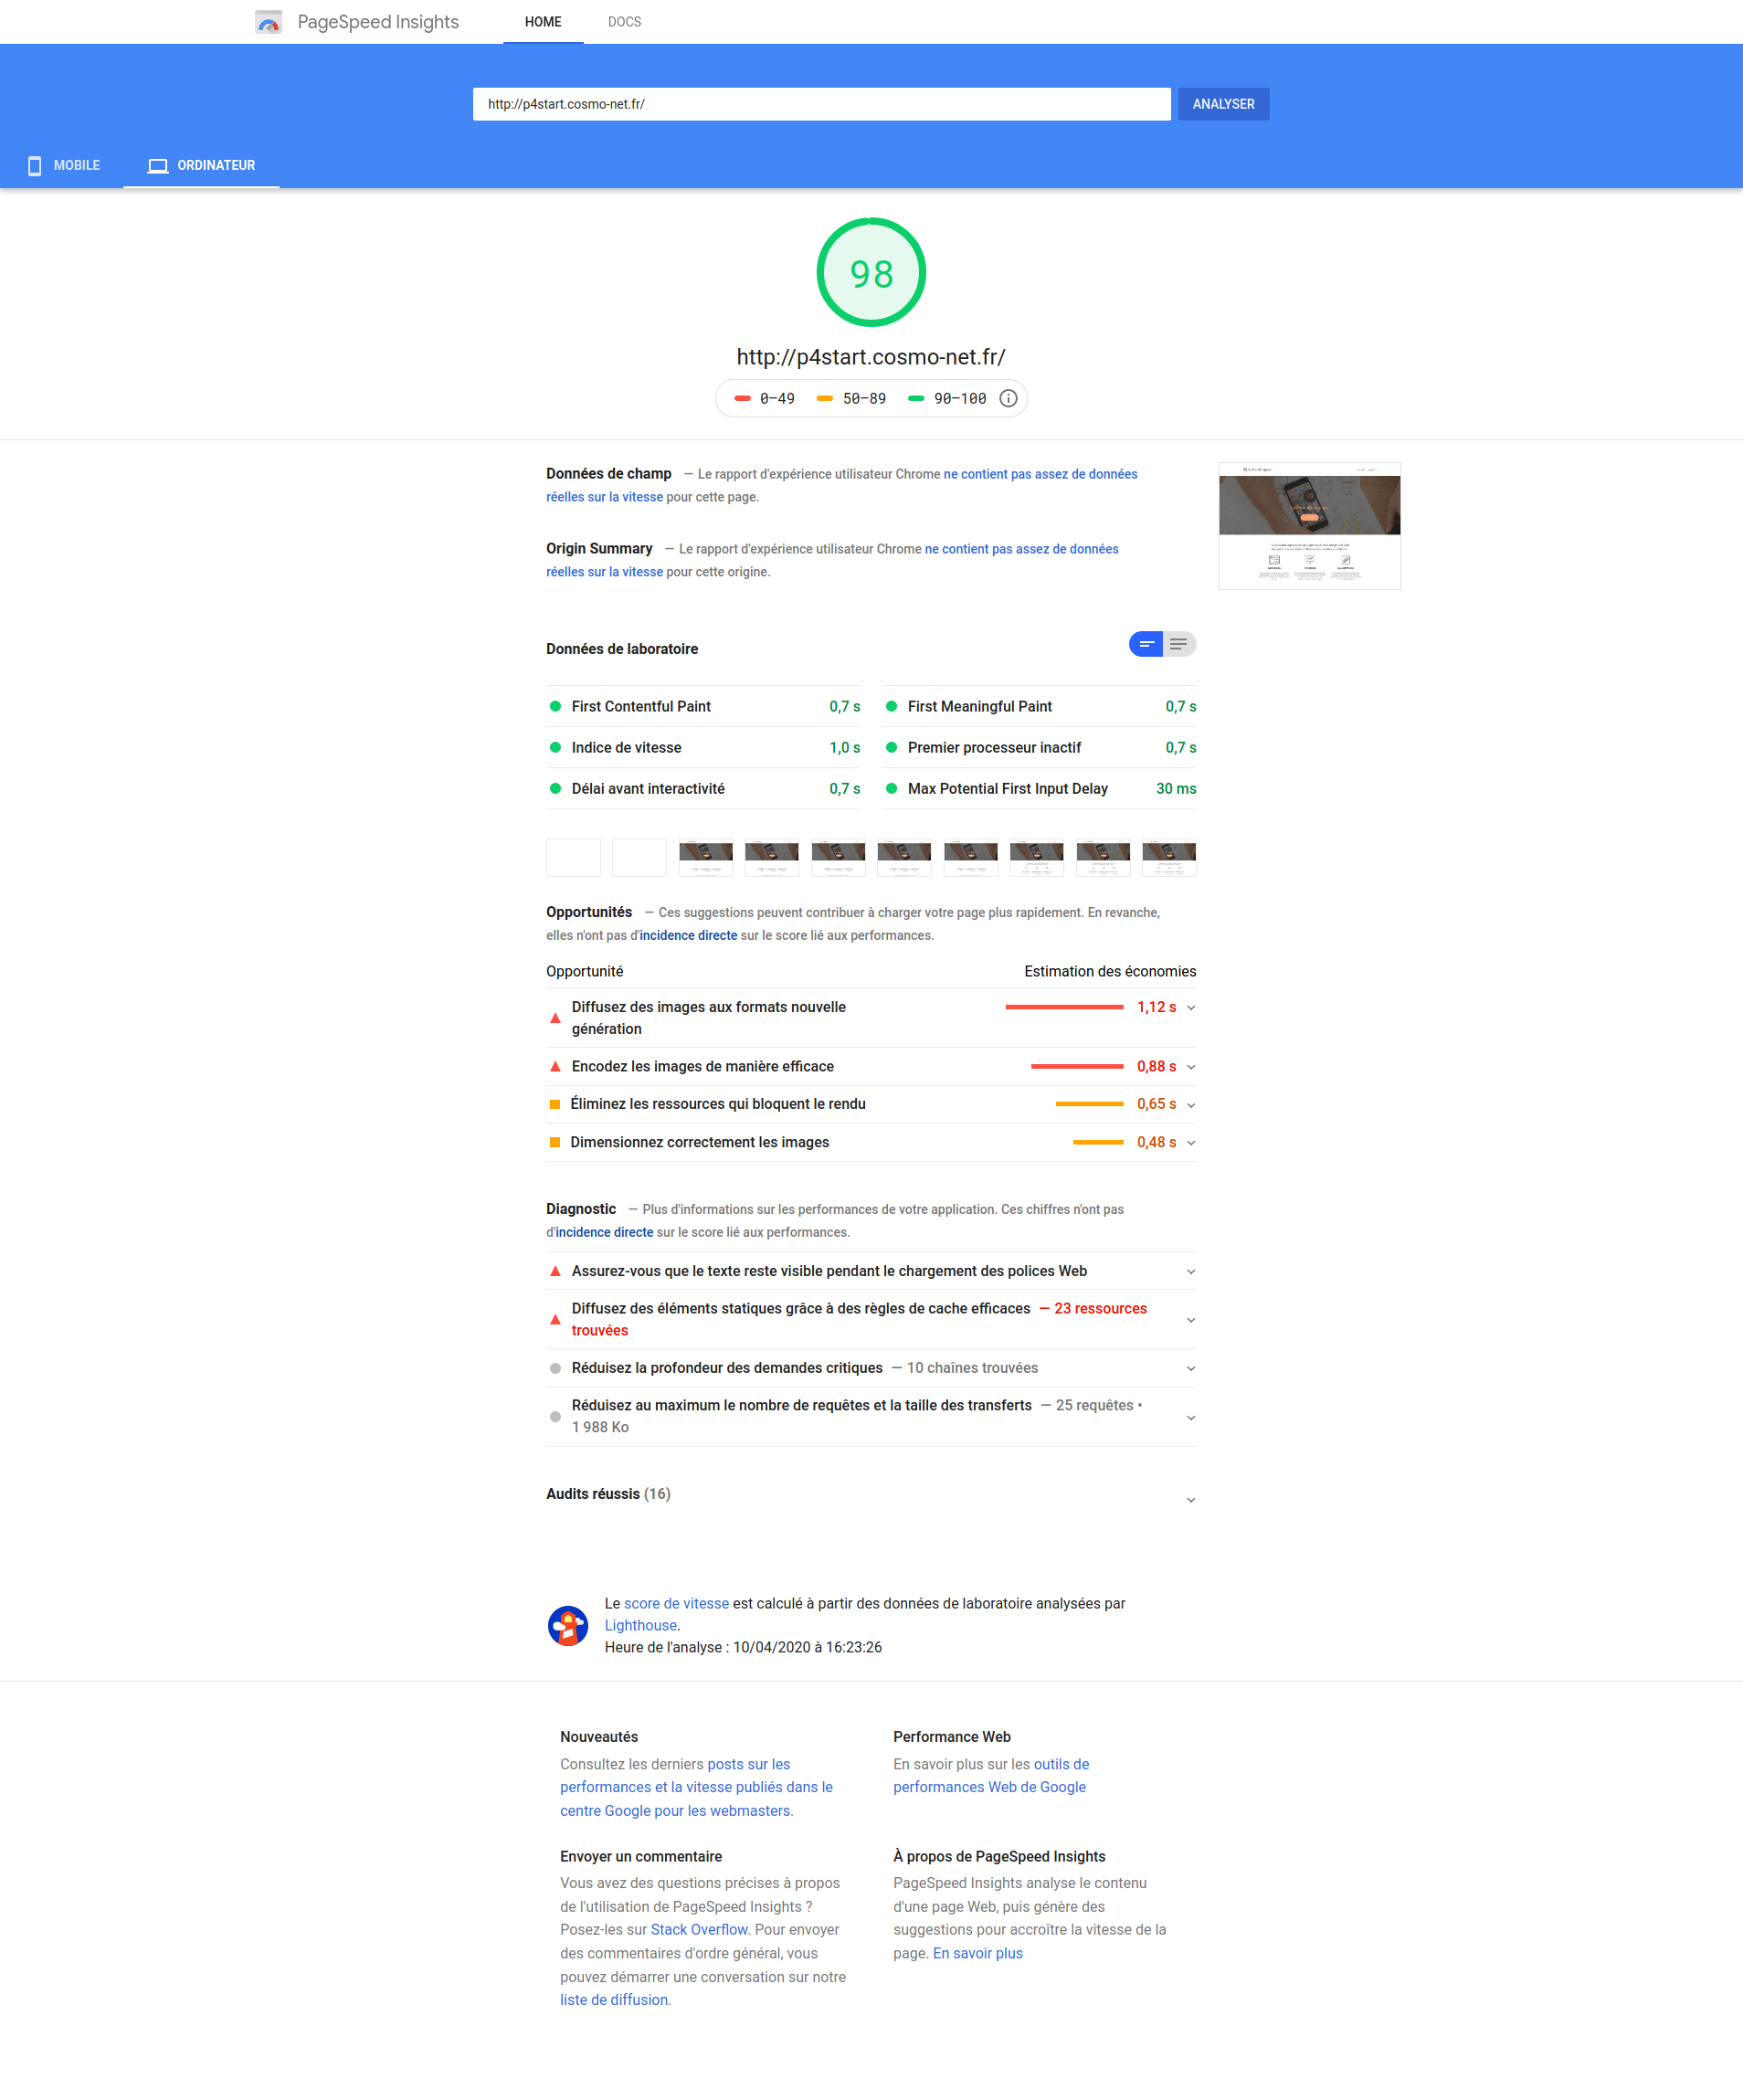 PageSpeed Insights
HOME
DOCS
http://p4start.cosmo-net.fr/
ANALYSER
MOBILE
ORDINATEUR
98
http://p4start.cosmo-net.fr/
0–49
50–89
90–100
Données de champ — Le rapport d'expérience utilisateur Chrome ne contient pas assez de données
réelles sur la vitesse pour cette page.
Origin Summary — Le rapport d'expérience utilisateur Chrome ne contient pas assez de données
réelles sur la vitesse pour cette origine.
Données de laboratoire
First Contentful Paint 0,7 s
First Meaningful Paint 0,7 s
Indice de vitesse 1,0 s
Premier processeur inactif 0,7 s
Délai avant interactivité 0,7 s
Max Potential First Input Delay 30 ms
Opportunités — Ces suggestions peuvent contribuer à charger votre page plus rapidement. En revanche,
elles n'ont pas d'incidence directe sur le score lié aux performances.
Opportunité Estimation des économies
Diffusez des images aux formats nouvelle 1,12 s
génération
Encodez les images de manière efficace 0,88 s
Éliminez les ressources qui bloquent le rendu 0,65 s
Dimensionnez correctement les images 0,48 s
Diagnostic — Plus d'informations sur les performances de votre application. Ces chiffres n'ont pas
d'incidence directe sur le score lié aux performances.
Assurez-vous que le texte reste visible pendant le chargement des polices Web
Diffusez des éléments statiques grâce à des règles de cache efficaces — 23 ressources
trouvées
Réduisez la profondeur des demandes critiques — 10 chaînes trouvées
Réduisez au maximum le nombre de requêtes et la taille des transferts — 25 requêtes •
1 988 Ko
Audits réussis (16)
Le score de vitesse est calculé à partir des données de laboratoire analysées par
Lighthouse.
Heure de l'analyse : 10/04/2020 à 16:23:26
Nouveautés
Consultez les derniers posts sur les
performances et la vitesse publiés dans le
centre Google pour les webmasters.
Performance Web
En savoir plus sur les outils de
performances Web de Google
Envoyer un commentaire
Vous avez des questions précises à propos
de l'utilisation de PageSpeed Insights ?
Posez-les sur Stack Overflow. Pour envoyer
des commentaires d'ordre général, vous
pouvez démarrer une conversation sur notre
liste de diffusion.
À propos de PageSpeed Insights
PageSpeed Insights analyse le contenu
d'une page Web, puis génère des
suggestions pour accroître la vitesse de la
page. En savoir plus